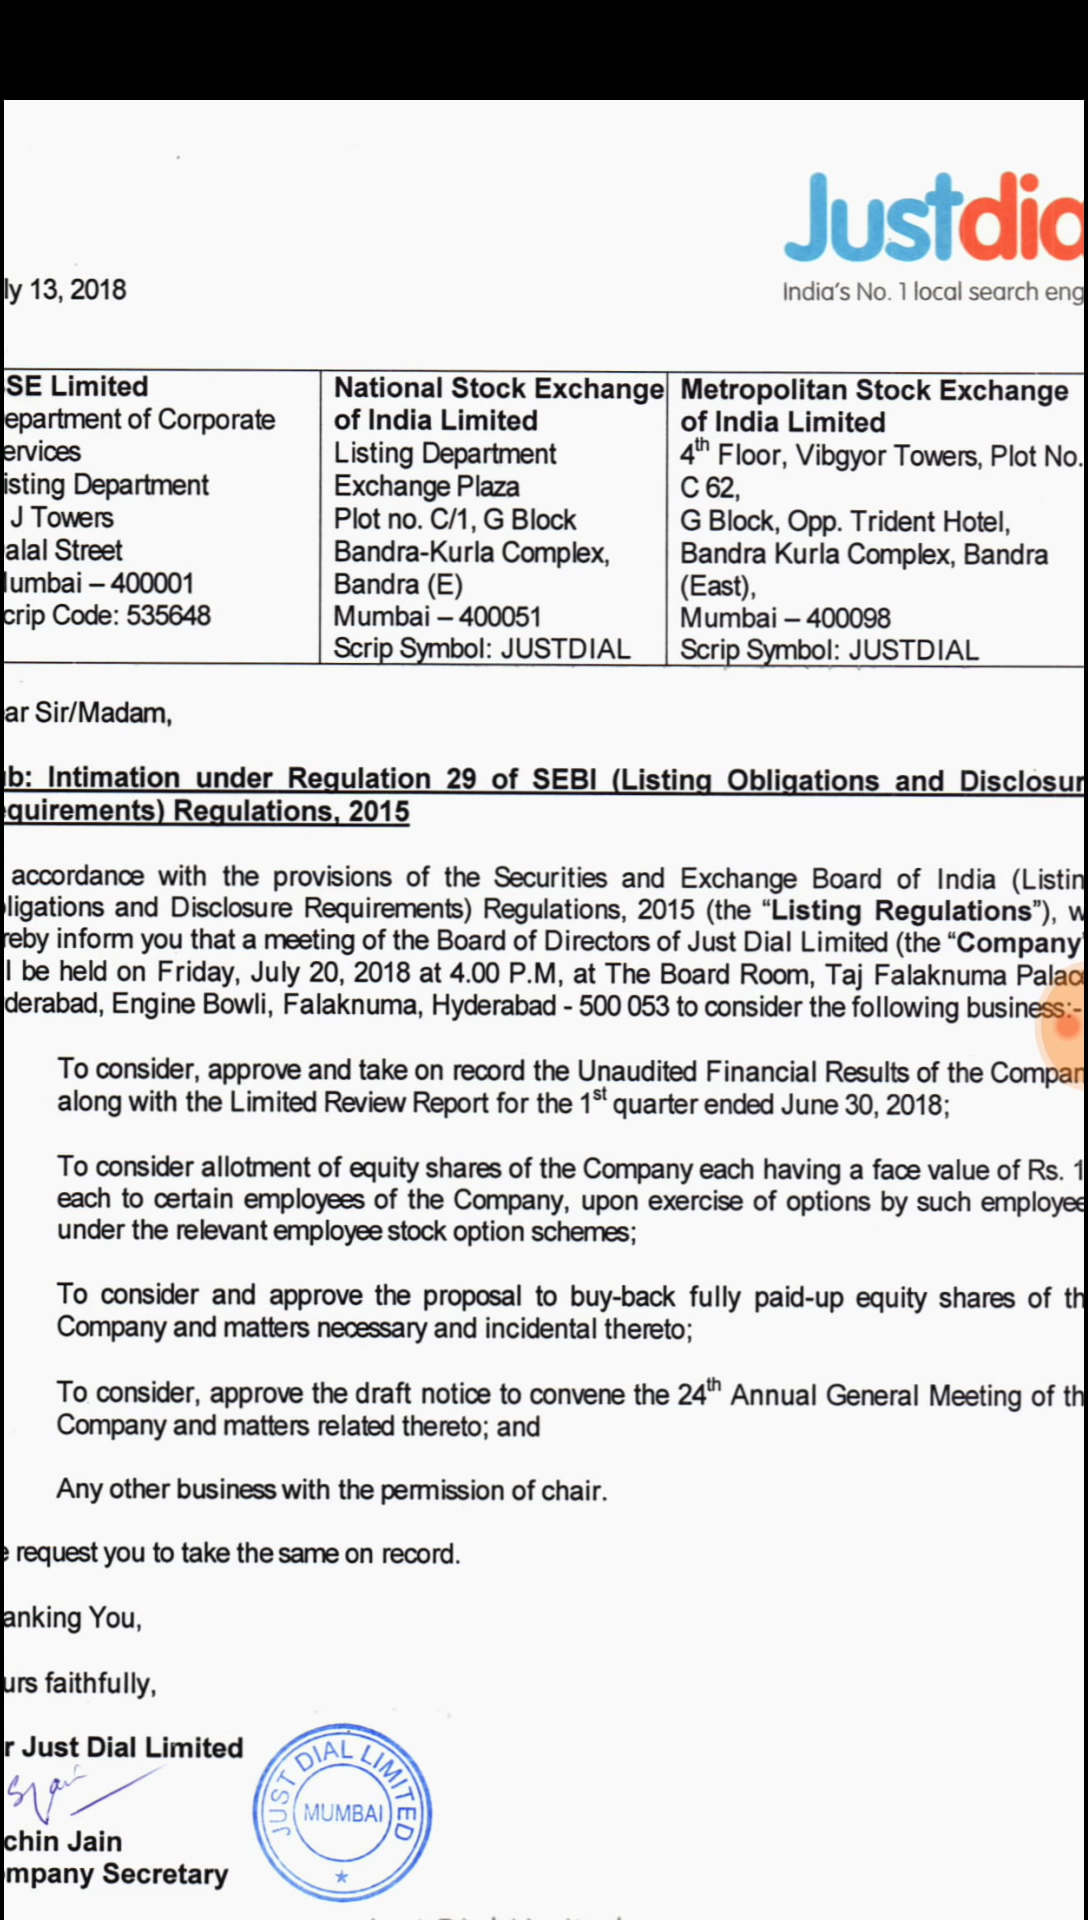 Justdia
India's No. 1 local search eng
ly 13, 2018
SE Limited
epartment of Corporate
ervices
isting Department
J Towers
alal Street
umbai – 400001
crip Code: 535648
National Stock Exchange
of India Limited
Listing Department
Exchange Plaza
Plot no. C/1, G Block
Bandra-Kurla Complex,
Bandra (E)
Mumbai – 400051
Scrip Symbol: JUSTDIAL
Metropolitan Stock Exchange
of India Limited
4th Floor, Vibgyor Towers, Plot No.
C 62,
G Block, Opp. Trident Hotel,
Bandra Kurla Complex, Bandra
(East),
Mumbai – 400098
Scrip Symbol: JUSTDIAL
ar Sir/Madam,
b: Intimation under Regulation 29 of SEBI (Listing Obligations and Disclosur
quirements) Regulations, 2015
accordance with the provisions of the Securities and Exchange Board of India (Listin
ligations and Disclosure Requirements) Regulations, 2015 (the “Listing Regulations”), w
reby inform you that a meeting of the Board of Directors of Just Dial Limited (the “Company”
l be held on Friday, July 20, 2018 at 4.00 P.M, at The Board Room, Taj Falaknuma Palac
derabad, Engine Bowli, Falaknuma, Hyderabad - 500 053 to consider the following business:-
To consider, approve and take on record the Unaudited Financial Results of the Compan
along with the Limited Review Report for the 1st quarter ended June 30, 2018;
To consider allotment of equity shares of the Company each having a face value of Rs. 1
each to certain employees of the Company, upon exercise of options by such employee
under the relevant employee stock option schemes;
To consider and approve the proposal to buy-back fully paid-up equity shares of th
Company and matters necessary and incidental thereto;
To consider, approve the draft notice to convene the 24th Annual General Meeting of th
Company and matters related thereto; and
Any other business with the permission of chair.
e request you to take the same on record.
anking You,
urs faithfully,
r Just Dial Limited
JUST DIAL LIMITED
MUMBAI
chin Jain
mpany Secretary